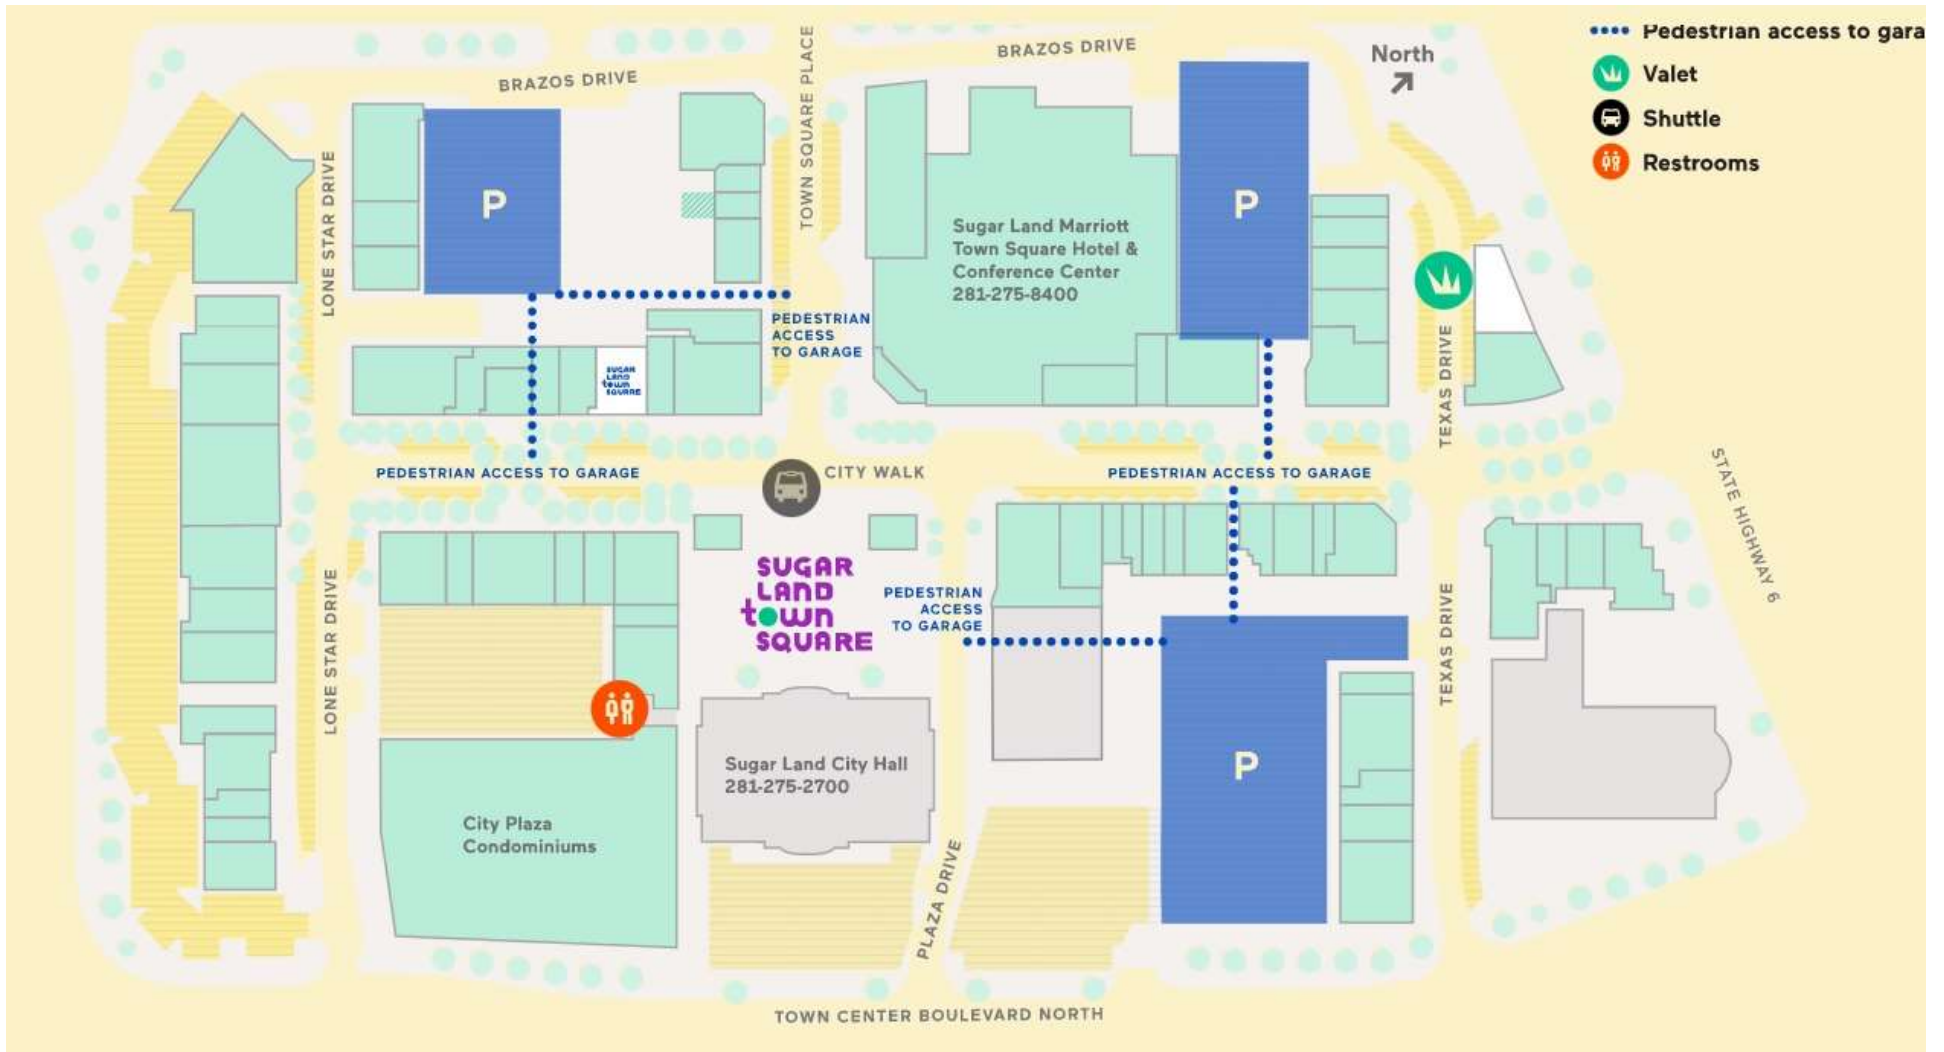 Pedestrian access to gara
Valet
Shuttle
Restrooms
North
BRAZOS DRIVE
BRAZOS DRIVE
TOWN SQUARE PLACE
LONE STAR DRIVE
P
P
Sugar Land Marriott
Town Square Hotel &
Conference Center
281-275-8400
PEDESTRIAN
ACCESS
TO GARAGE
SUGAR
LAND
town
SQUARE
TEXAS DRIVE
PEDESTRIAN ACCESS TO GARAGE
CITY WALK
PEDESTRIAN ACCESS TO GARAGE
STATE HIGHWAY 6
SUGAR
LAND
town
SQUARE
PEDESTRIAN
ACCESS
TO GARAGE
LONE STAR DRIVE
TEXAS DRIVE
Sugar Land City Hall
281-275-2700
P
City Plaza
Condominiums
PLAZA DRIVE
TOWN CENTER BOULEVARD NORTH